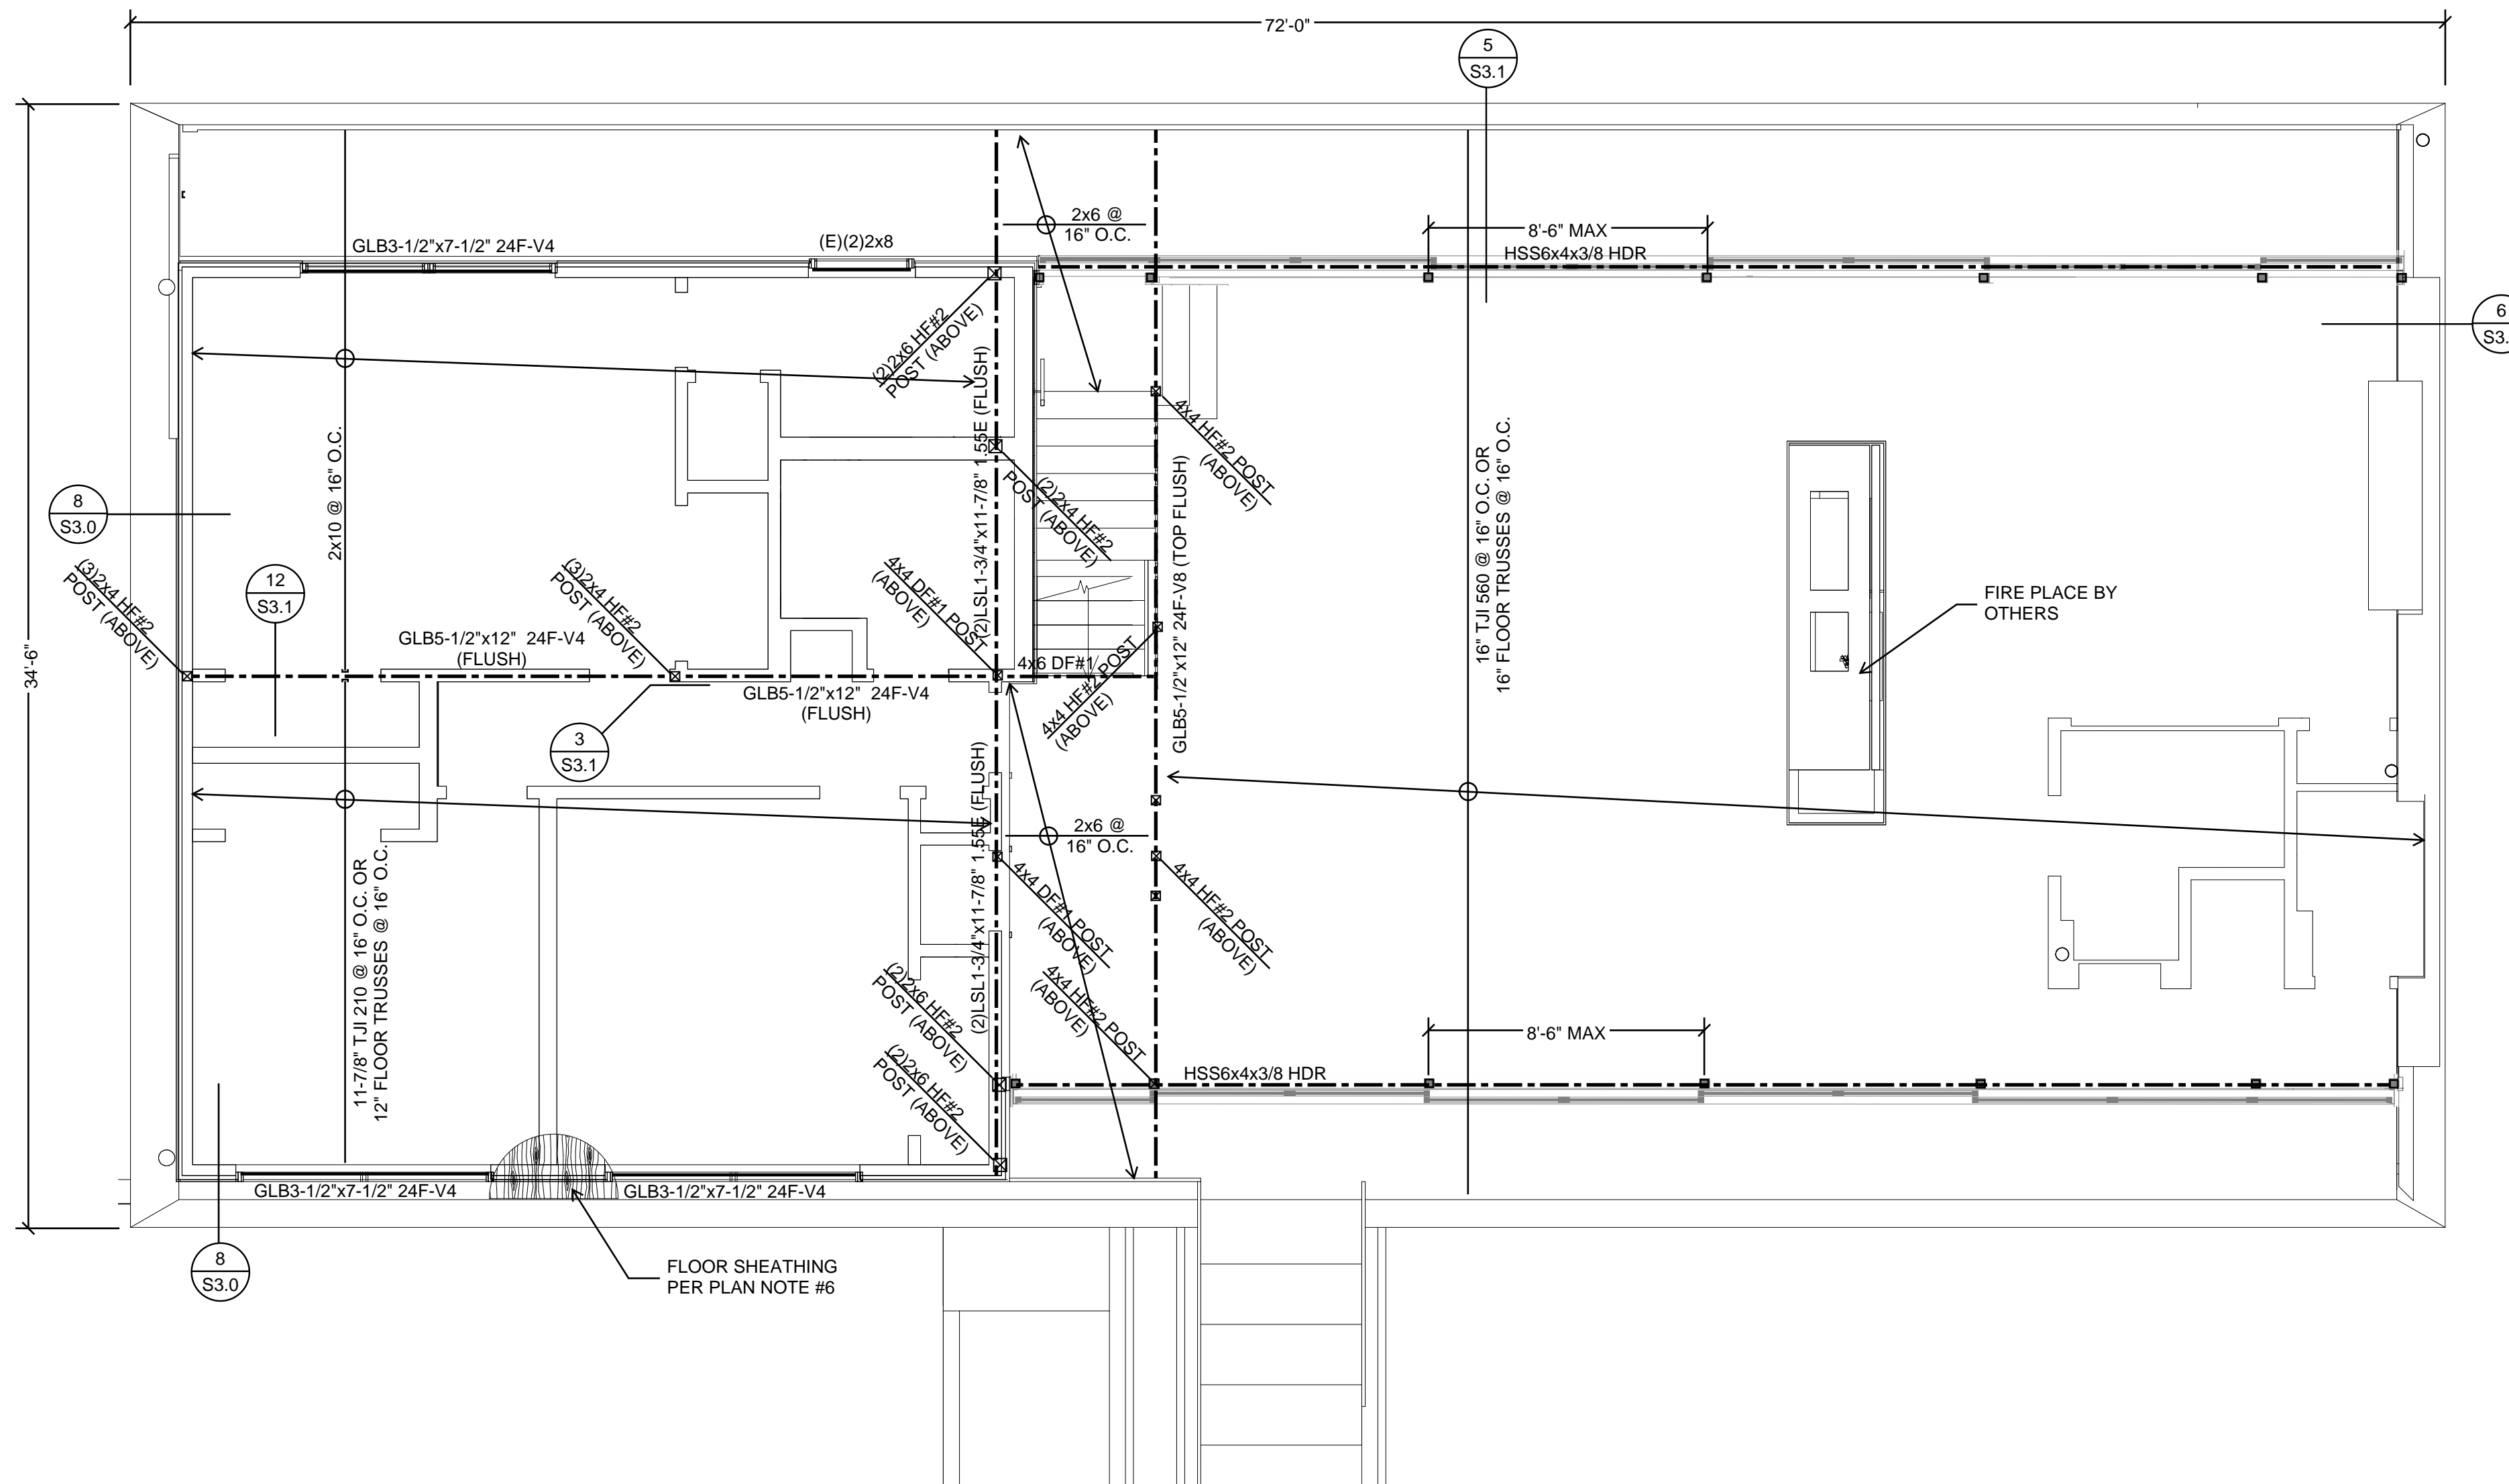 72'-0"
5
S3.1
2x6 @
16" O.C.
8'-6" MAX
HSS6x4x3/8 HDR
GLB3-1/2"x7-1/2" 24F-V4
(E)(2)2x8
6
S3.
(2)2x6 HF#2
POST (ABOVE)
(2)LSL1-3/4"x11-7/8" 1.55E (FLUSH)
4x4 HF#2 POST
(ABOVE)
2x10 @ 16" O.C.
(2)2x4 HF#2
POST (ABOVE)
GLB5-1/2"x12" 24F-V8 (TOP FLUSH)
16" TJI 560 @ 16" O.C. OR
16" FLOOR TRUSSES @ 16" O.C.
8
S3.0
12
S3.1
(3)2x4 HF#2
POST (ABOVE)
(3)2x4 HF#2
POST (ABOVE)
4x4 DF#1 POST
(ABOVE)
FIRE PLACE BY
OTHERS
34'-6"
GLB5-1/2"x12" 24F-V4
(FLUSH)
4x6 DF#1
GLB5-1/2"x12" 24F-V4
(FLUSH)
4x4 HF#2 POST
(ABOVE)
3
S3.1
(2)LSL1-3/4"x11-7/8" 1.55E (FLUSH)
2x6 @
16" O.C.
11-7/8" TJI 210 @ 16" O.C. OR
12" FLOOR TRUSSES @ 16" O.C.
4x4 DF#1 POST
(ABOVE)
4x4 HF#2 POST
(ABOVE)
(2)2x6 HF#2
POST (ABOVE)
4x4 HF#2 POST
(ABOVE)
8'-6" MAX
(2)2x6 HF#2
POST (ABOVE)
HSS6x4x3/8 HDR
GLB3-1/2"x7-1/2" 24F-V4
GLB3-1/2"x7-1/2" 24F-V4
8
S3.0
FLOOR SHEATHING
PER PLAN NOTE #6